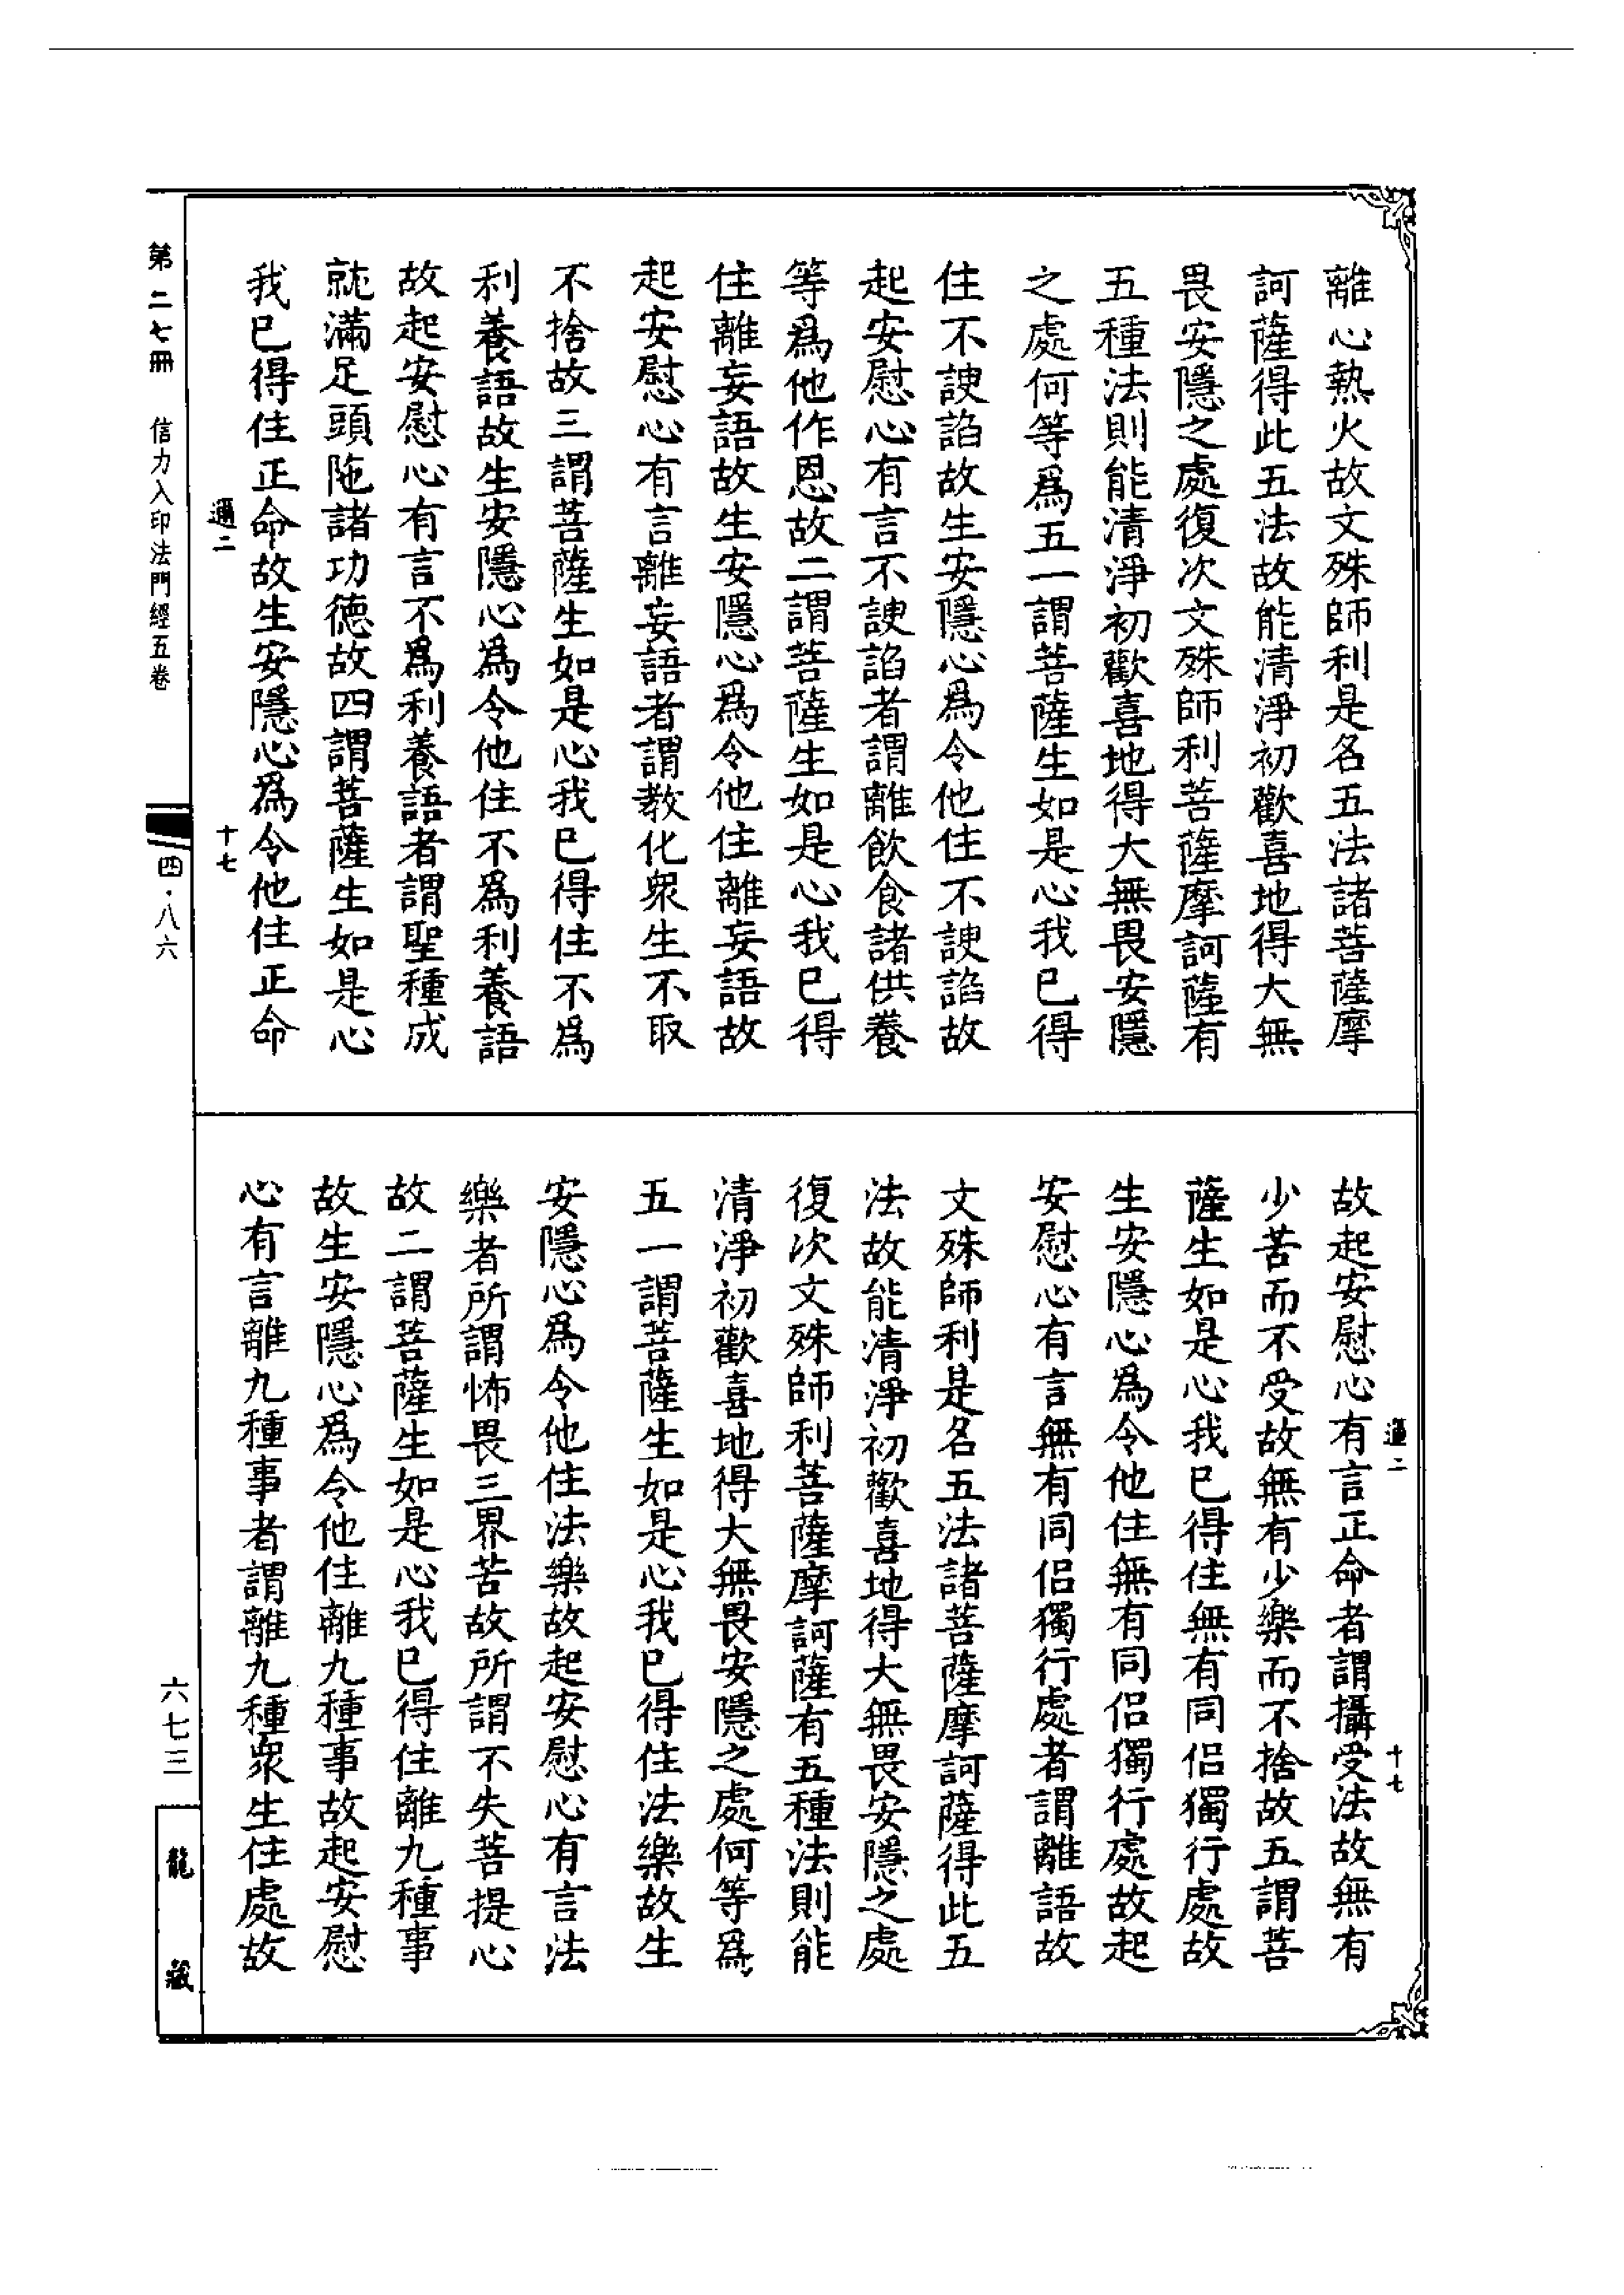 離心熱火故文殊師利是名五法諸菩薩摩
訶薩得此五法故能清淨初歡喜地得大無
畏安隱之處復次文殊師利菩薩摩訶薩有
五種法則能清淨初歡喜地得大無畏安隱
之處何等為五一謂菩薩生如是心我已得
住不諛諂故生安隱心為令他住不諛諂故
起安慰心有言不諛諂者謂離飲食諸供養
等為他作恩故二謂菩薩生如是心我已得
住離妄語故生安隱心為令他住離妄語故
起安慰心有言離妄語者謂教化眾生不取
不捨故三謂菩薩生如是心我已得住不為
利養語故生安隱心為令他住不為利養語
故起安慰心有言不為利養語者謂聖種成
就滿足頭陁諸功德故四謂菩薩生如是心
我已得住正命故生安隱心為令他住正命
邇二
十七
邇二
十七
故起安慰心有言正命者謂攝受法故無有
少苦而不受故無有少樂而不捨故五謂菩
薩生如是心我已得住無有同侶獨行處故
生安隱心為令他住無有同侶獨行處故起
安慰心有言無有同侶獨行處者謂離語故
文殊師利是名五法諸菩薩摩訶薩得此五
法故能清淨初歡喜地得大無畏安隱之處
復次文殊師利菩薩摩訶薩有五種法則能
清淨初歡喜地得大無畏安隱之處何等為
五一謂菩薩生如是心我已得住法樂故生
安隱心為令他住法樂故起安慰心有言法
樂者所謂怖畏三界苦故所謂不失菩提心
故二謂菩薩生如是心我已得住離九種事
故生安隱心為令他住離九種事故起安慰
心有言離九種事者謂離九種眾生住處故
第二七冊 信力入印法門經五卷
四·八六
六七三
龍藏